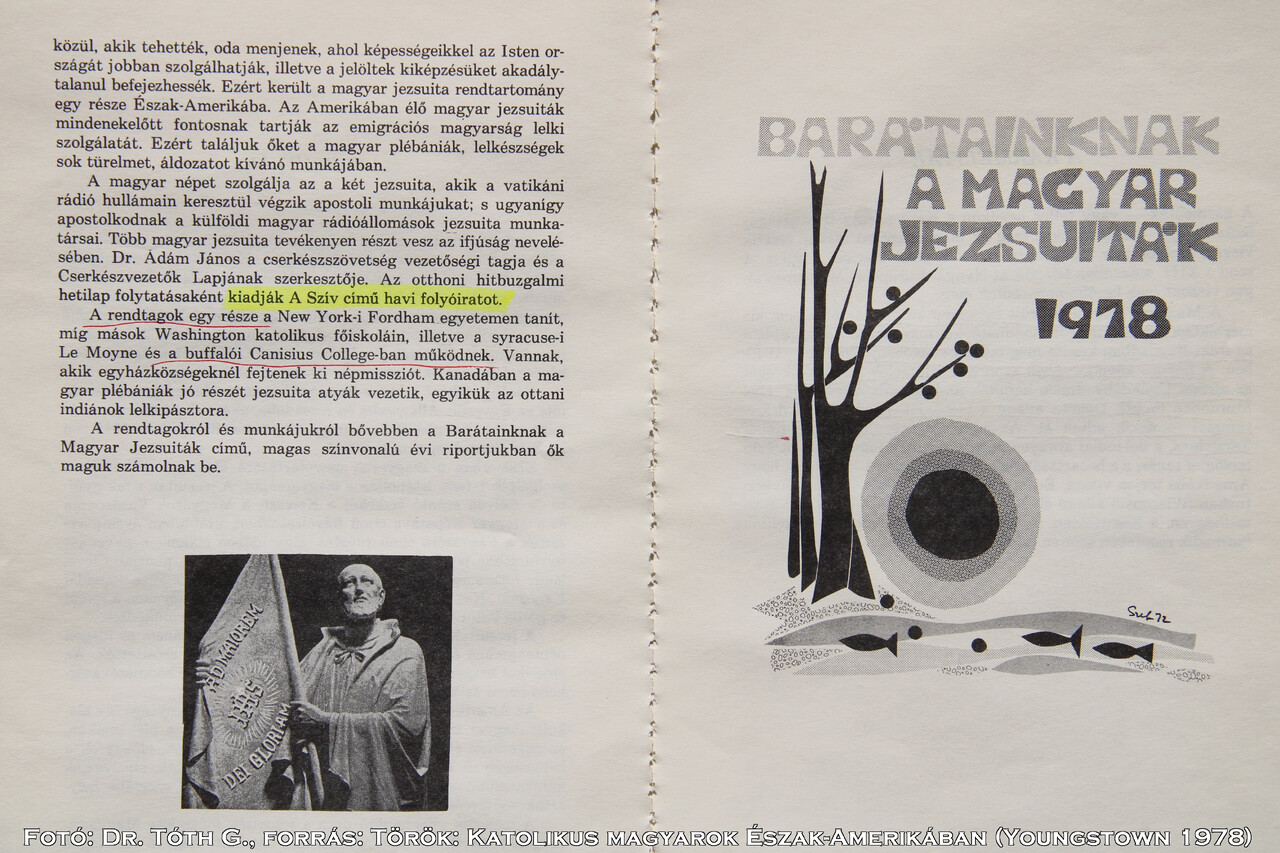 közül, akik tehették, oda menjenek, ahol képességeikkel az Isten or-
szágát jobban szolgálhatják, illetve a jelöltek kiképzésüket akadály-
talanul befejezhessék. Ezért került a magyar jezsuita rendtartomány
egy része Észak-Amerikába. Az Amerikában élő magyar jezsuiták
mindenekelőtt fontosnak tartják az emigrációs magyarság lelki
szolgálatát. Ezért találjuk őket a magyar plébániák, lelkészségek
sok türelmet, áldozatot kívánó munkájában.
A magyar népet szolgálja az a két jezsuita, akik a vatikáni
rádió hullámain keresztül végzik apostoli munkájukat; s ugyanígy
apostolkodnak a külföldi magyar rádióállomások jezsuita munka-
társai. Több magyar jezsuita tevékenyen részt vesz az ifjúság nevelé-
sében. Dr. Ádám János a cserkészszövetség vezetőségi tagja és a
Cserkészvezetők Lapjának szerkesztője. Az otthoni hitbuzgalmi
hetilap folytatásaként kiadják A Szív című havi folyóiratot.
A rendtagok egy része a New York-i Fordham egyetemen tanít,
míg mások Washington katolikus főiskoláin, illetve a syracuse-i
Le Moyne és a buffalói Canisius College-ban működnek. Vannak,
akik egyházközségeknél fejtenek ki népmissziót. Kanadában a ma-
gyar plébániák jó részét jezsuita atyák vezetik, egyikük az ottani
indiánok lelkipásztora.
A rendtagokról és munkájukról bővebben a Barátainknak a
Magyar Jezsuiták című, magas színvonalú évi riportjukban ők
maguk számolnak be.
AD MAIOREM
IHS
DEI GLORIAM
BARÁTAINKNAK
A MAGYAR
JEZSUITÁK
1978
Fotó: Dr. Tóth G., forrás: Török: Katolikus magyarok Észak-Amerikában (Youngstown 1978)